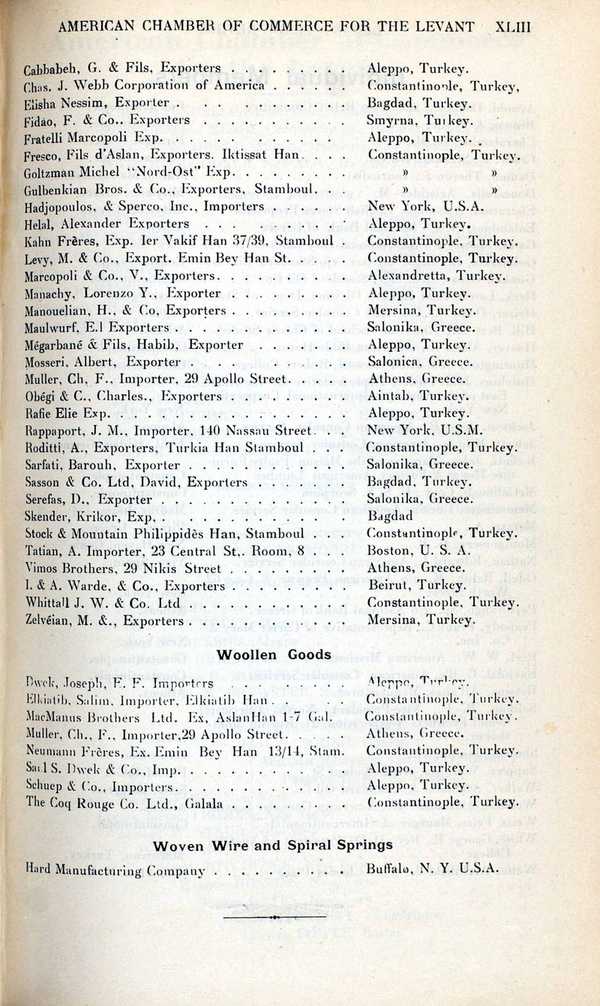 AMERICAN CHAMBER OF COMMERCE FOR THE LEVANT XLIII
Cabbabeh, G. & Fils, Exporters . . . . . . . . Aleppo, Turkey.
Chas. J. Webb Corporation of America . . . . . . Constantinople, Turkey,
Elisha Nessim, Exporter . . . . . . . . . . Bagdad, Turkey.
Fidao, F. & Co.. Exporters . . . . . . . . . . Smyrna, Turkey.
Fratelli Marcopoli Exp. . . . . . . . . . . . Aleppo, Turkey.
Fresco, Fils d'Aslan, Exporters. Iktissat Han . . . . Constantinople, Turkey.
Goltzman Michel "Nord-Ost" Exp. . . . . . . . . » »
Gulbenkian Bros. & Co., Exporters, Stamboul. . . » »
Hadjopoulos, & Sperco, Inc., Importers . . . . . . New York, U.S.A.
Helal, Alexander Exporters . . . . . . . . . . Aleppo, Turkey.
Kahn Frères, Exp. Ier Vakif Han 37/39, Stamboul . Constantinople, Turkey.
Levy, M. & Co., Export. Emin Bey Han St. . . . . Constantinople, Turkey.
Marcopoli & Co., V., Exporters. . . . . . . . . Alexandretta, Turkey.
Manachy, Lorenzo Y., Exporter . . . . . . . . Aleppo, Turkey.
Manouelian, H., & Co, Exporters . . . . . . . . Mersina, Turkey.
Maulwurf, E.l Exporters . . . . . . . . . . . . Salonika, Greece.
Mégarbané & Fils, Habib, Exporter . . . . . . Aleppo, Turkey.
Mosseri, Albert, Exporter . . . . . . . . . . Salonica, Greece.
Muller, Ch, F., Importer, 29 Apollo Street. . . . . Athens, Greece.
Obégi & C., Charles., Exporters . . . . . . . . Aintab, Turkey.
Rafie Elie Exp. . . . . . . . . . . . . . . . Aleppo, Turkey.
Rappaport, J. M., Importer, 140 Nassau Street. . . New York, U.S.M.
Roditti, A., Exporters, Turkia Han Stamboul . . . Constantinople, Turkey.
Sarfati, Barouh, Exporter . . . . . . . . . . . Salonika, Greece.
Sasson & Co. Ltd, David, Exporters . . . . . . . Bagdad, Turkey.
Serefas, D., Exporter . . . . . . . . . . . . . Salonika, Greece.
Skender, Krikor, Exp. . . . . . . . . . . . . Bagdad
Stock & Mountain Philippidès Han, Stamboul . . . Constantinople, Turkey.
Tatian, A. Importer, 23 Central St,. Room, 8 . . . Boston, U. S. A.
Vimos Brothers, 29 Nikis Street . . . . . . . . . Athens, Greece.
I. & A. Warde, & Co., Exporters . . . . . . . . Beirut, Turkey.
Whittall J. W. & Co. Ltd . . . . . . . . . . . . Constantinople, Turkey.
Zelvéian, M. &., Exporters . . . . . . . . . . . Mersina, Turkey.
Woollen Goods
Dwek, Joseph, F. F. Importers . . . . . . . . Aleppo, Turkey.
Elkiatib, Salim, Importer, Elkiatib Han . . . . . . Constantinople, Turkey.
MacManus Brothers Ltd. Ex, AslanHan 1-7 Gal. Constantinople, Turkey.
Muller, Ch., F., Importer,29 Apollo Street. . . . . Athens, Greece.
Neumann Frères, Ex. Emin Bey Han 13/14, Stam. Constantinople, Turkey.
Saul S. Dwek & Co., Imp. . . . . . . . . . . . Aleppo, Turkey.
Schuep & Co., Importers. . . . . . . . . . . . Aleppo, Turkey.
The Coq Rouge Co. Ltd., Galala . . . . . . . . . Constantinople, Turkey.
Woven Wire and Spiral Springs
Hard Manufacturing Company . . . . . . . . . . Buffalo, N. Y. U.S.A.